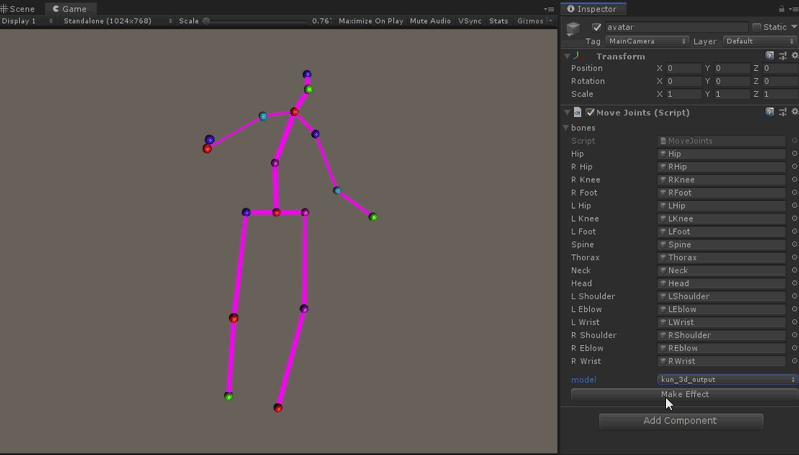 Scene Game
Display 1 Standalone (1024x768) Scale 0.76 Maximize On Play Mute Audio VSync Stats Gizmos
Inspector
avatar Static
Tag MainCamera Layer Default
Transform
Position X 0 Y 0 Z 0
Rotation X 0 Y 0 Z 0
Scale X 1 Y 1 Z 1
Move Joints (Script)
bones
Script MoveJoints
Hip Hip
R Hip RHip
R Knee RKnee
R Foot RFoot
L Hip LHip
L Knee LKnee
L Foot LFoot
Spine Spine
Thorax Thorax
Neck Neck
Head Head
L Shoulder LShoulder
L Eblow LEblow
L Wrist LWrist
R Shoulder RShoulder
R Eblow REblow
R Wrist RWrist
model kun_3d_output
Make Effect
Add Component